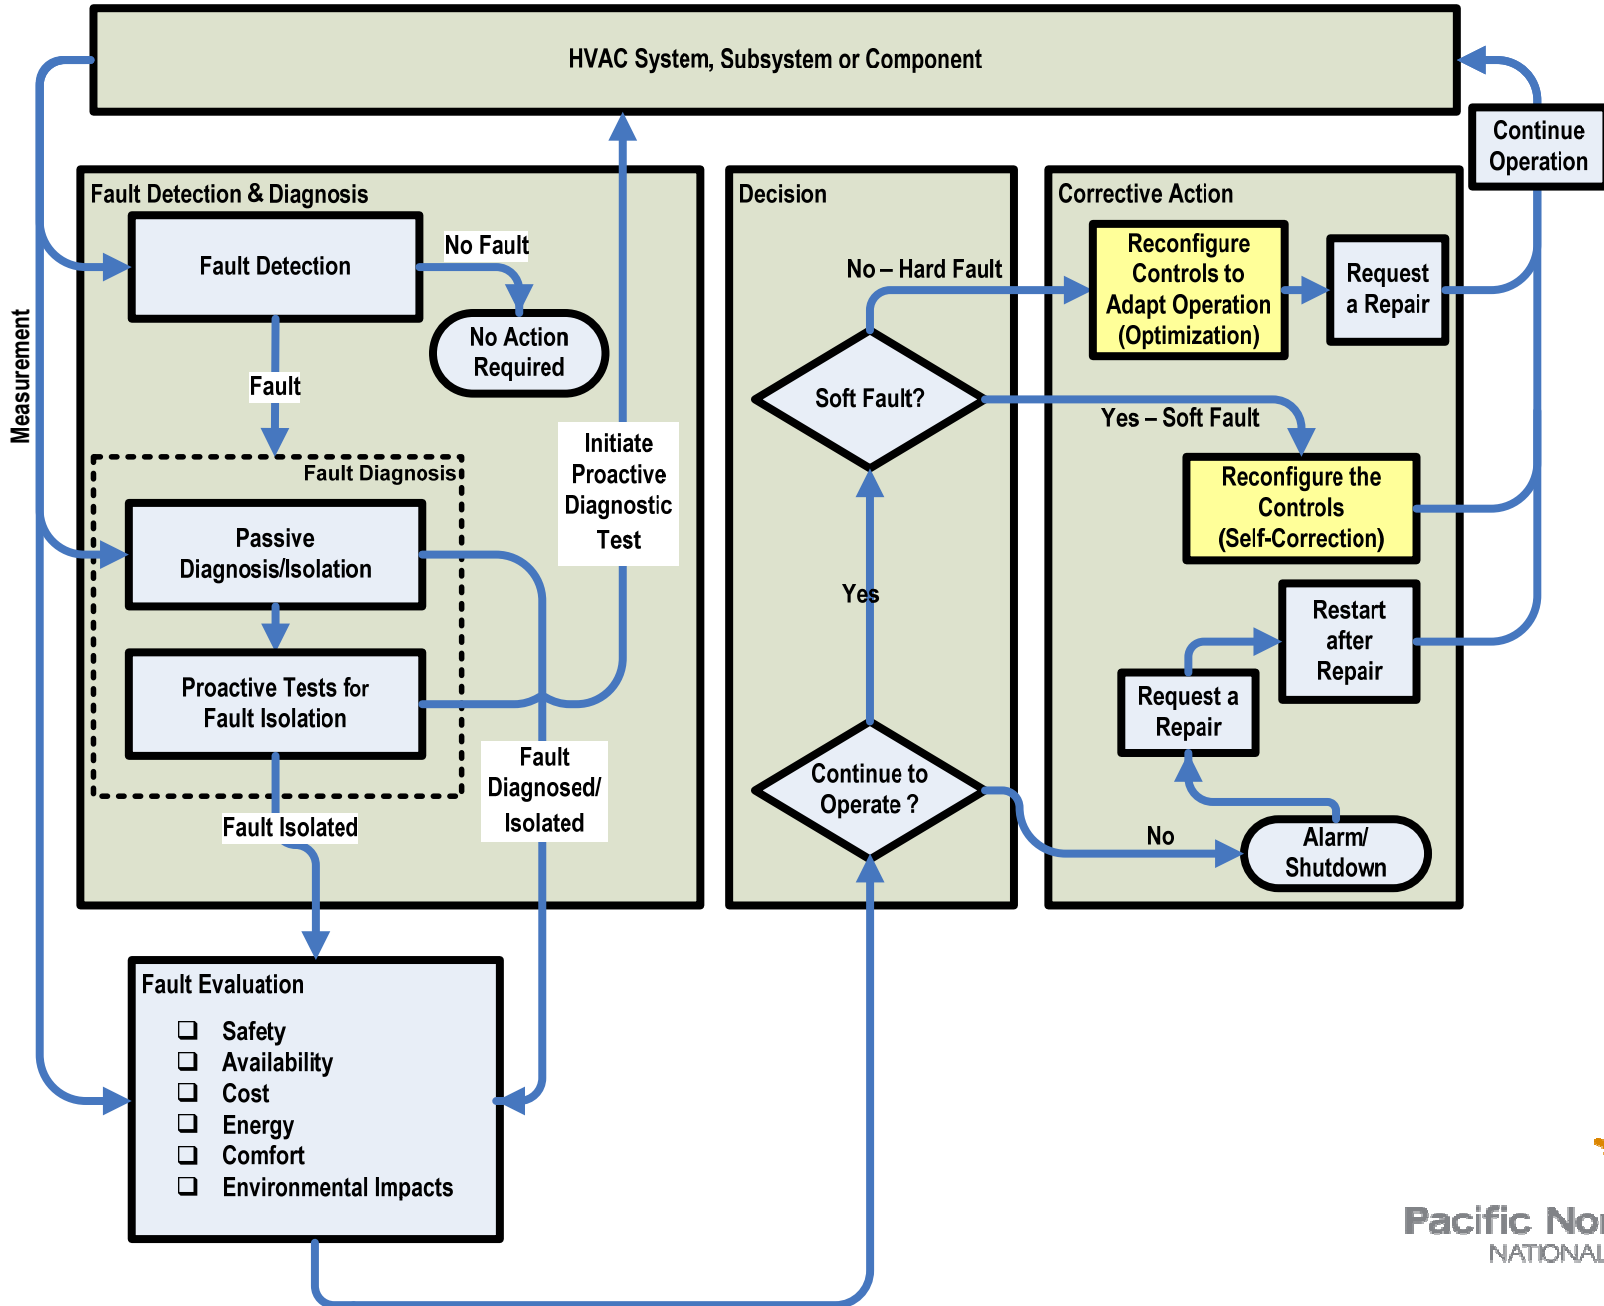 HVAC System, Subsystem or Component
Continue
Operation
Measurement
Fault Detection & Diagnosis
Fault Detection
No Fault
No Action
Required
Fault
Fault Diagnosis
Passive
Diagnosis/Isolation
Proactive Tests for
Fault Isolation
Initiate
Proactive
Diagnostic
Test
Fault
Diagnosed/
Isolated
Fault Isolated
Fault Evaluation
❑ Safety
❑ Availability
❑ Cost
❑ Energy
❑ Comfort
❑ Environmental Impacts
Decision
No – Hard Fault
Soft Fault?
Yes – Soft Fault
Yes
Continue to
Operate ?
No
Corrective Action
Reconfigure
Controls to
Adapt Operation
(Optimization)
Request
a Repair
Reconfigure the
Controls
(Self-Correction)
Restart
after
Repair
Request a
Repair
Alarm/
Shutdown
Pacific Nor
NATIONAL